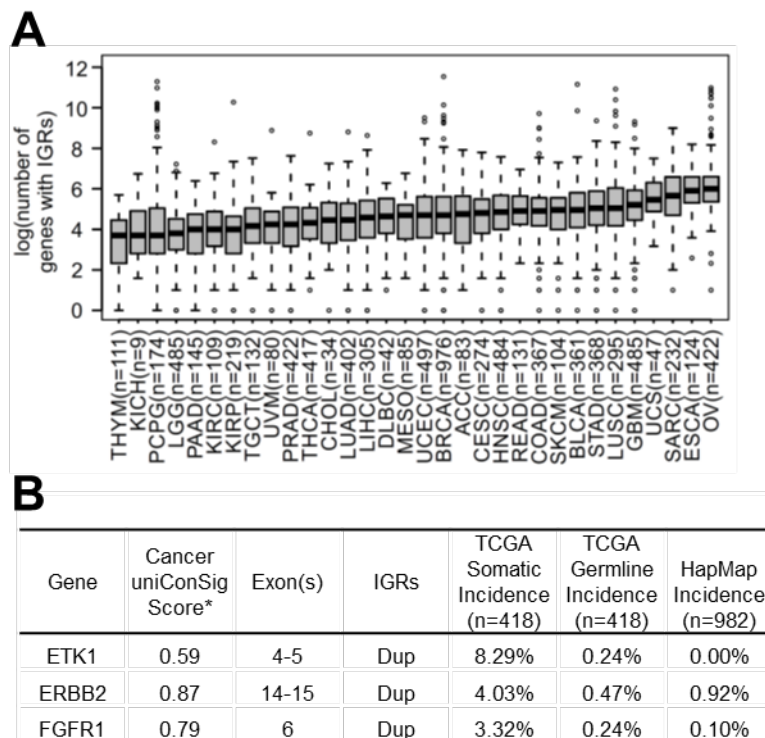 A
log(number of
genes with IGRs)
12
10
8
6
4
2
0
THYM(n=111)
KICH(n=9)
PCPG(n=174)
LGG(n=485)
PAAD(n=145)
KIRC(n=109)
KIRP(n=219)
TGCT(n=132)
UVM(n=80)
PRAD(n=422)
THCA(n=417)
CHOL(n=34)
LUAD(n=402)
LIHC(n=305)
DLBC(n=42)
MESO(n=85)
UCEC(n=497)
BRCA(n=976)
ACC(n=83)
CESC(n=274)
HNSC(n=484)
READ(n=131)
COAD(n=367)
SKCM(n=104)
BLCA(n=361)
STAD(n=368)
LUSC(n=295)
GBM(n=485)
UCS(n=47)
SARC(n=232)
ESCA(n=124)
OV(n=422)
B
Gene Cancer uniConSig Score* Exon(s) IGRs TCGA Somatic Incidence (n=418) TCGA Germline Incidence (n=418) HapMap Incidence (n=982)
ETK1 0.59 4-5 Dup 8.29% 0.24% 0.00%
ERBB2 0.87 14-15 Dup 4.03% 0.47% 0.92%
FGFR1 0.79 6 Dup 3.32% 0.24% 0.10%